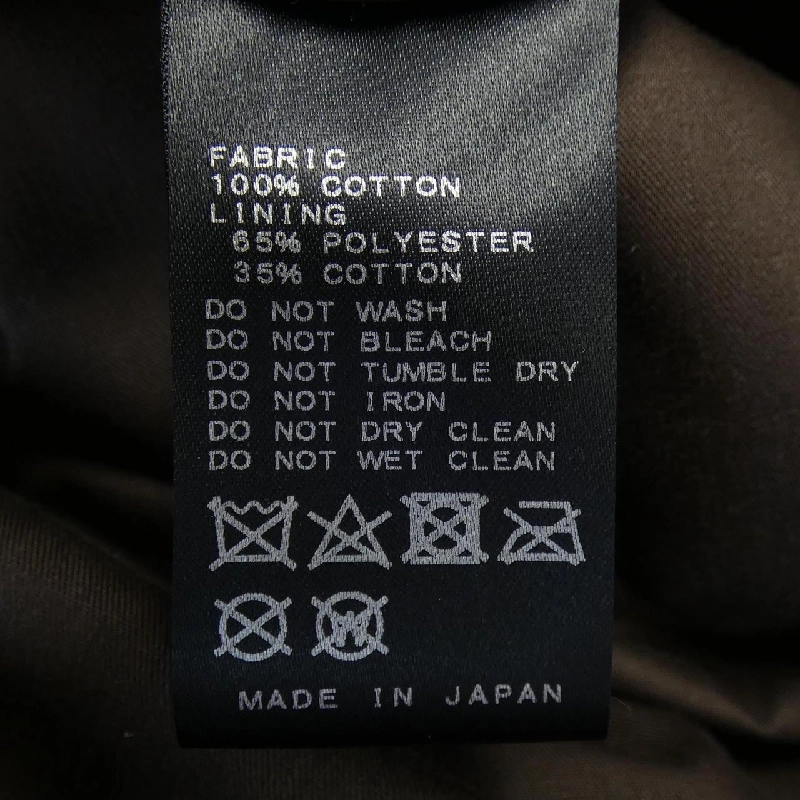 FABRIC
100% COTTON
LINING
65% POLYESTER
35% COTTON
DO NOT WASH
DO NOT BLEACH
DO NOT TUMBLE DRY
DO NOT IRON
DO NOT DRY CLEAN
DO NOT WET CLEAN
W
MADE IN JAPAN